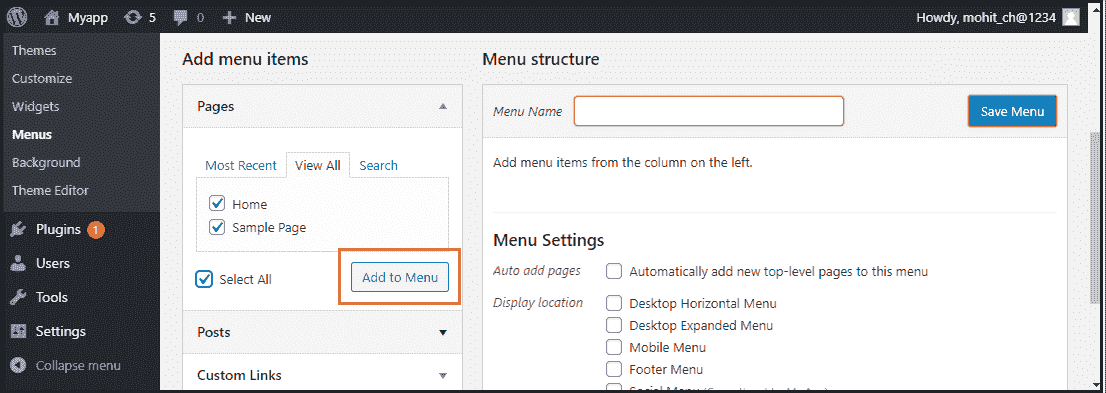 Myapp 5 0 New Howdy, mohit_ch@1234
Themes
Customize
Widgets
Menus
Background
Theme Editor
Plugins 1
Users
Tools
Settings
Collapse menu
Add menu items
Pages
Most Recent View All Search
Home
Sample Page
Select All Add to Menu
Posts
Custom Links
Menu structure
Menu Name Save Menu
Add menu items from the column on the left.
Menu Settings
Auto add pages Automatically add new top-level pages to this menu
Display location Desktop Horizontal Menu
Desktop Expanded Menu
Mobile Menu
Footer Menu
Social Menu